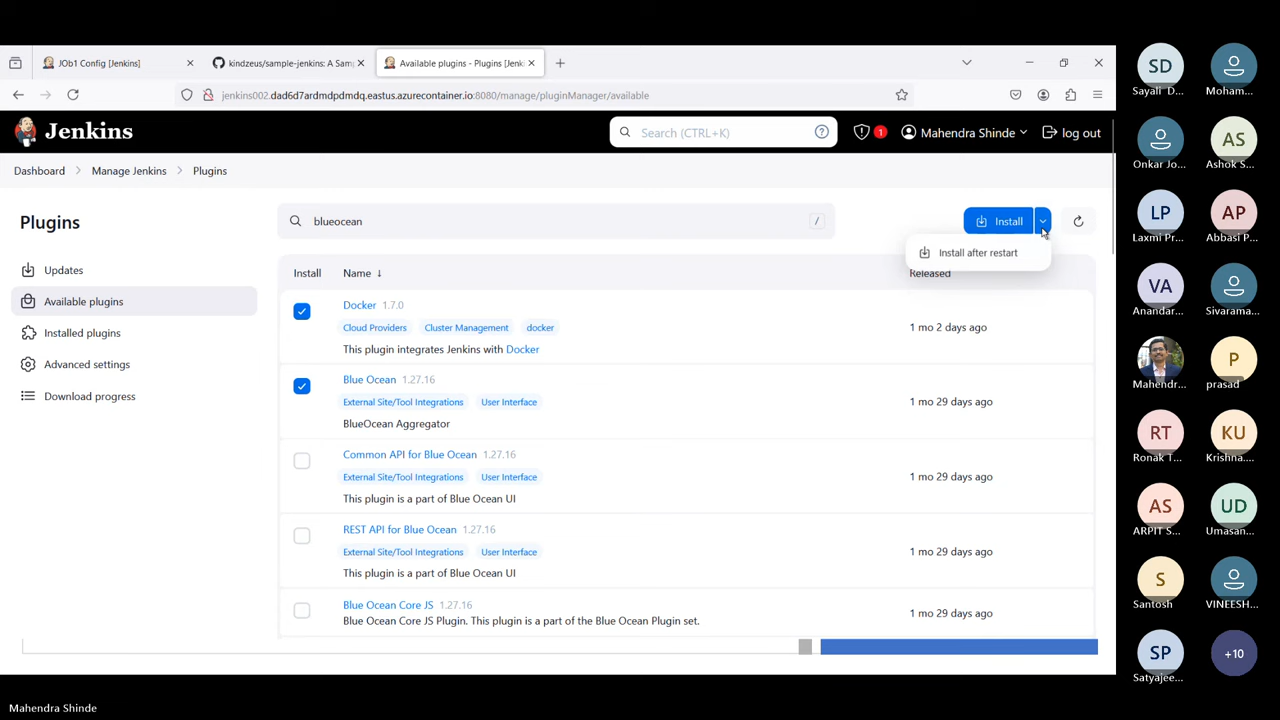 JOb1 Config [Jenkins]
kindzeus/sample-jenkins: A Sam
Available plugins - Plugins [Jenk
jenkins002.dad6d7ardmdpdmdq.eastus.azurecontainer.io:8080/manage/pluginManager/available
Jenkins
Search (CTRL+K)
1
Mahendra Shinde
log out
Dashboard
Manage Jenkins
Plugins
Plugins
blueocean
/
Install
Install after restart
Updates
Available plugins
Installed plugins
Advanced settings
Download progress
Install
Name ↓
Released
Docker 1.7.0
Cloud Providers Cluster Management docker
This plugin integrates Jenkins with Docker
1 mo 2 days ago
Blue Ocean 1.27.16
External Site/Tool Integrations User Interface
BlueOcean Aggregator
1 mo 29 days ago
Common API for Blue Ocean 1.27.16
External Site/Tool Integrations User Interface
This plugin is a part of Blue Ocean UI
1 mo 29 days ago
REST API for Blue Ocean 1.27.16
External Site/Tool Integrations User Interface
This plugin is a part of Blue Ocean UI
1 mo 29 days ago
Blue Ocean Core JS 1.27.16
Blue Ocean Core JS Plugin. This plugin is a part of the Blue Ocean Plugin set.
1 mo 29 days ago
SD
Sayali D...
Moham...
Onkar Jo...
AS
Ashok S...
LP
Laxmi Pr...
AP
Abbasi P...
VA
Anandar...
Sivarama...
Mahendr...
P
prasad
RT
Ronak T...
KU
Krishna...
AS
ARPIT S...
UD
Umasan...
S
Santosh
VINEESH...
SP
Satyajee...
+10
Mahendra Shinde